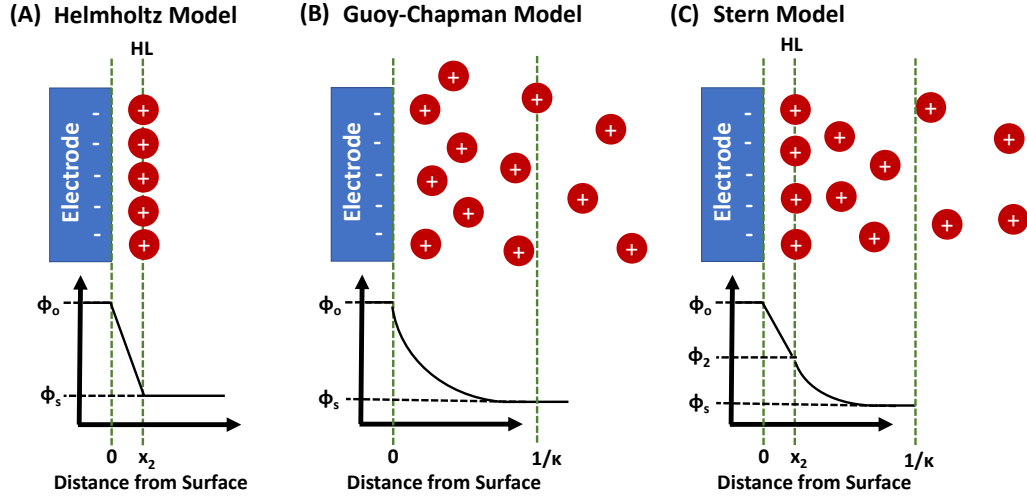 (A) Helmholtz Model
HL
Electrode
- + 
- +
- +
- +
- +
ϕo
ϕs
0 x2
Distance from Surface
(B) Guoy-Chapman Model
Electrode
-
-
-
-
-
+
+
+
+
+
+
+
+
+
+
+
+
+
ϕo
ϕs
0 1/κ
Distance from Surface
(C) Stern Model
HL
Electrode
- +
- +
-
- +
- +
+
+
+
+
+
+
+
+
ϕo
ϕ2
ϕs
0 x2 1/κ
Distance from Surface